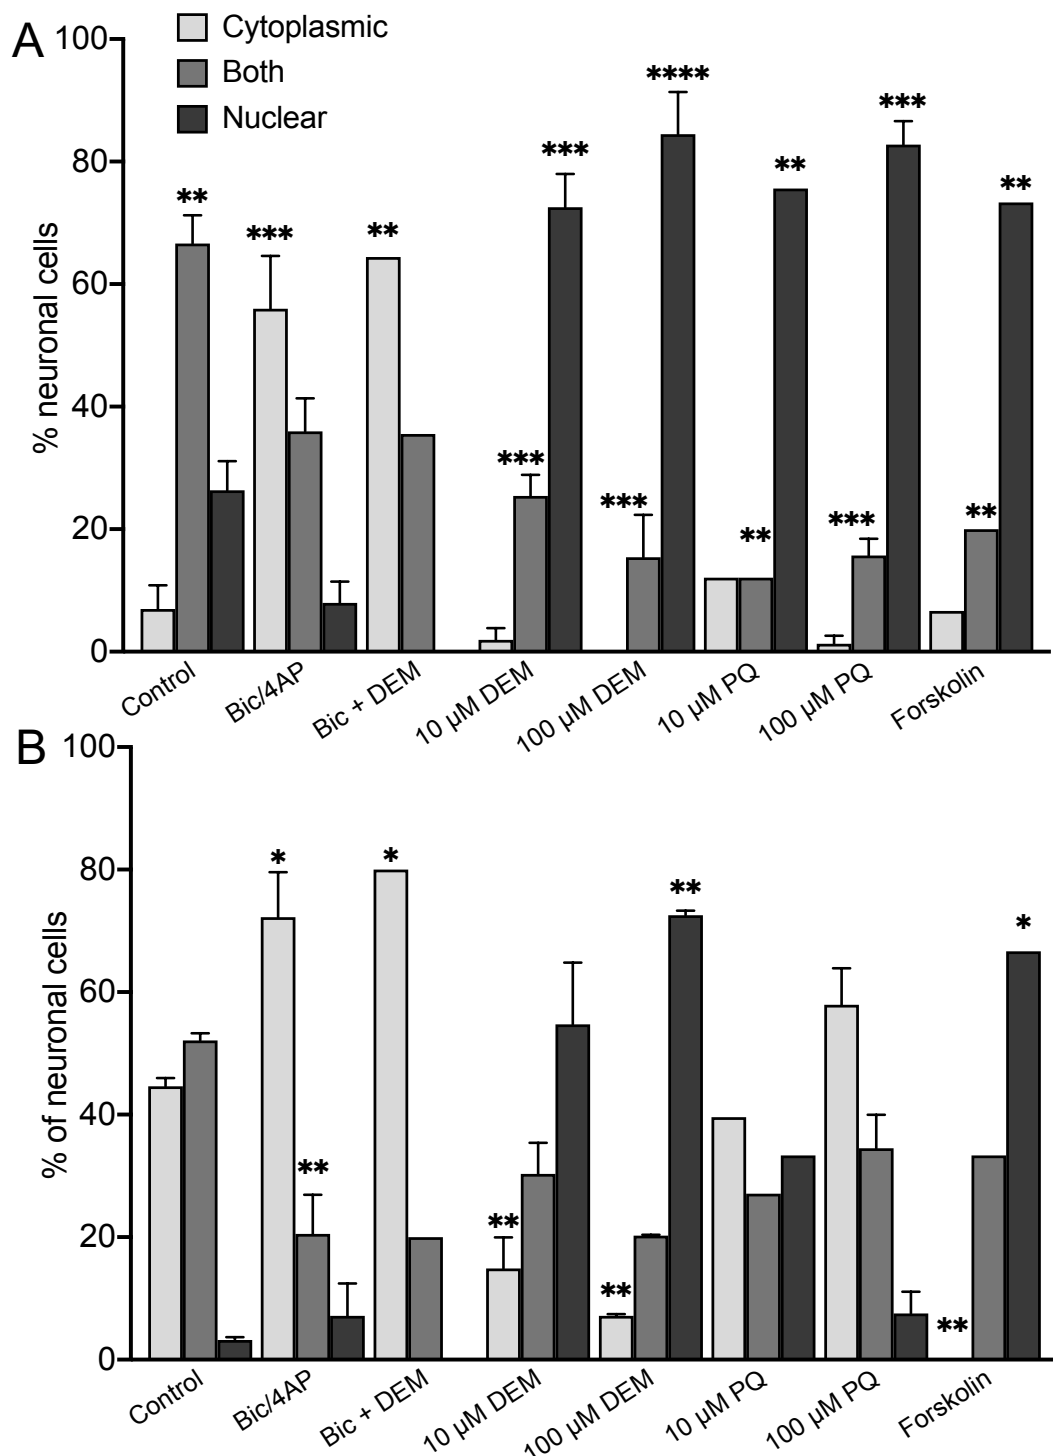 A
Cytoplasmic
Both
Nuclear
% neuronal cells
100
80
60
40
20
0
** *** ** *** *** *** **** ** ** *** *** ** **
Control Bic/4AP Bic + DEM 10 µM DEM 100 µM DEM 10 µM PQ 100 µM PQ Forskolin
B
% of neuronal cells
100
80
60
40
20
0
* ** * ** ** ** ** *
Control Bic/4AP Bic + DEM 10 µM DEM 100 µM DEM 10 µM PQ 100 µM PQ Forskolin